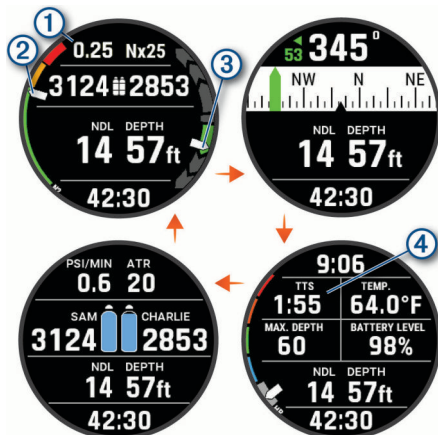 1
2
0.25 Nx25
3124 2853
3
NDL DEPTH
14 57ft
42:30
N2
53 345°
NW N NE
NDL DEPTH
14 57ft
42:30
PSI/MIN ATR
0.6 20
SAM CHARLIE
3124 2853
NDL DEPTH
14 57ft
42:30
4
9:06
TTS TEMP.
1:55 64.0°F
MAX. DEPTH BATTERY LEVEL
60 98%
NDL DEPTH
14 57ft
42:30